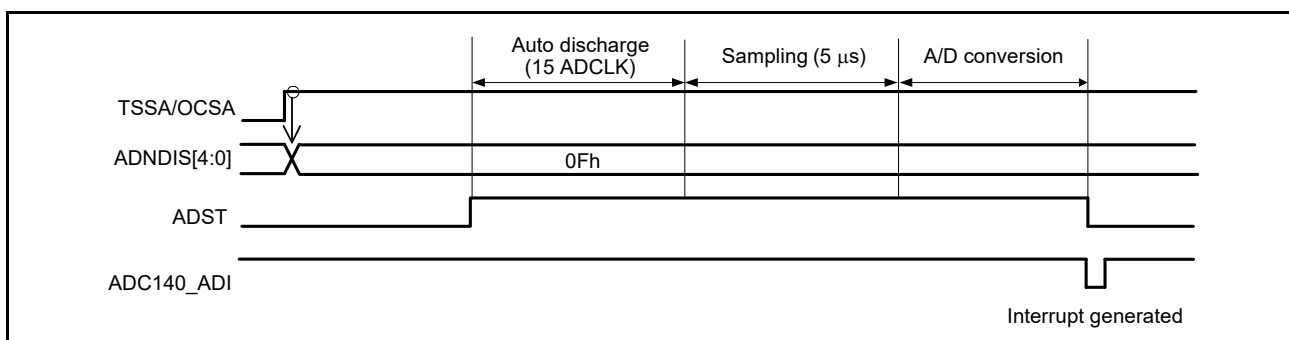 Auto discharge
(15 ADCLK)
Sampling (5 μs)
A/D conversion
TSSA/OCSA
ADNDIS[4:0]
0Fh
ADST
ADC140_ADI
Interrupt generated